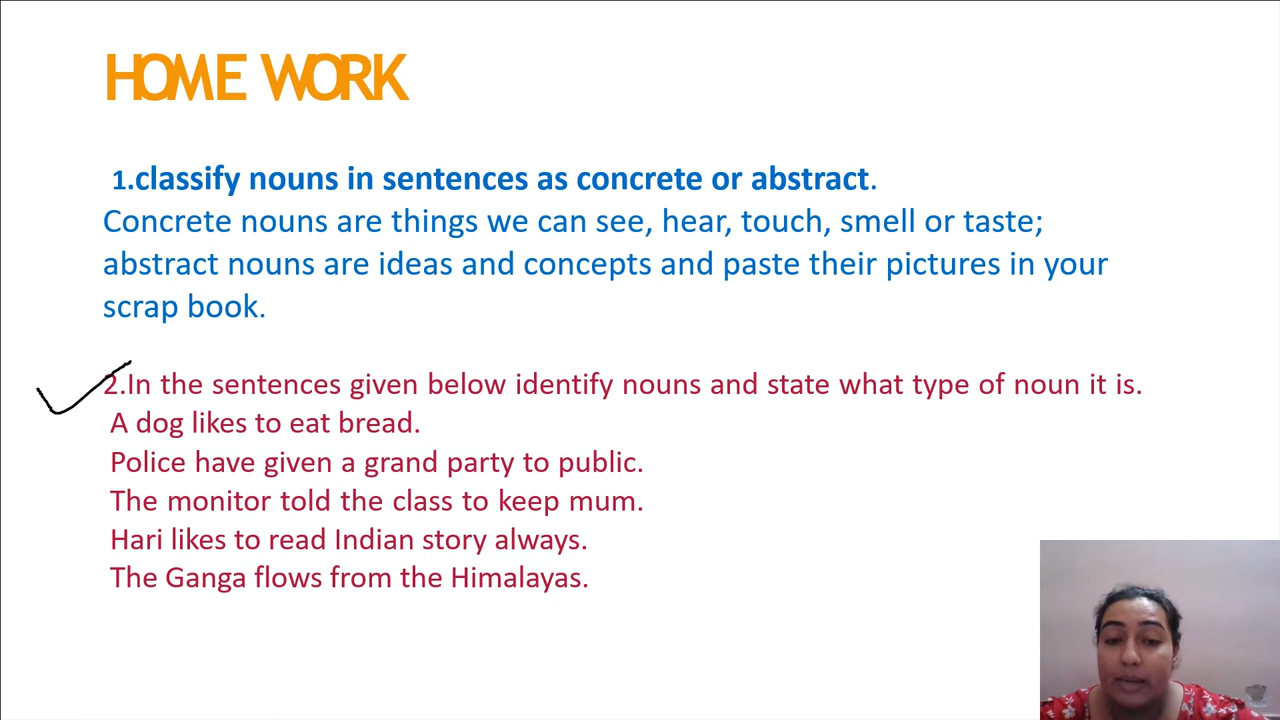 HOME WORK
1.classify nouns in sentences as concrete or abstract.
Concrete nouns are things we can see, hear, touch, smell or taste;
abstract nouns are ideas and concepts and paste their pictures in your
scrap book.
2.In the sentences given below identify nouns and state what type of noun it is.
A dog likes to eat bread.
Police have given a grand party to public.
The monitor told the class to keep mum.
Hari likes to read Indian story always.
The Ganga flows from the Himalayas.